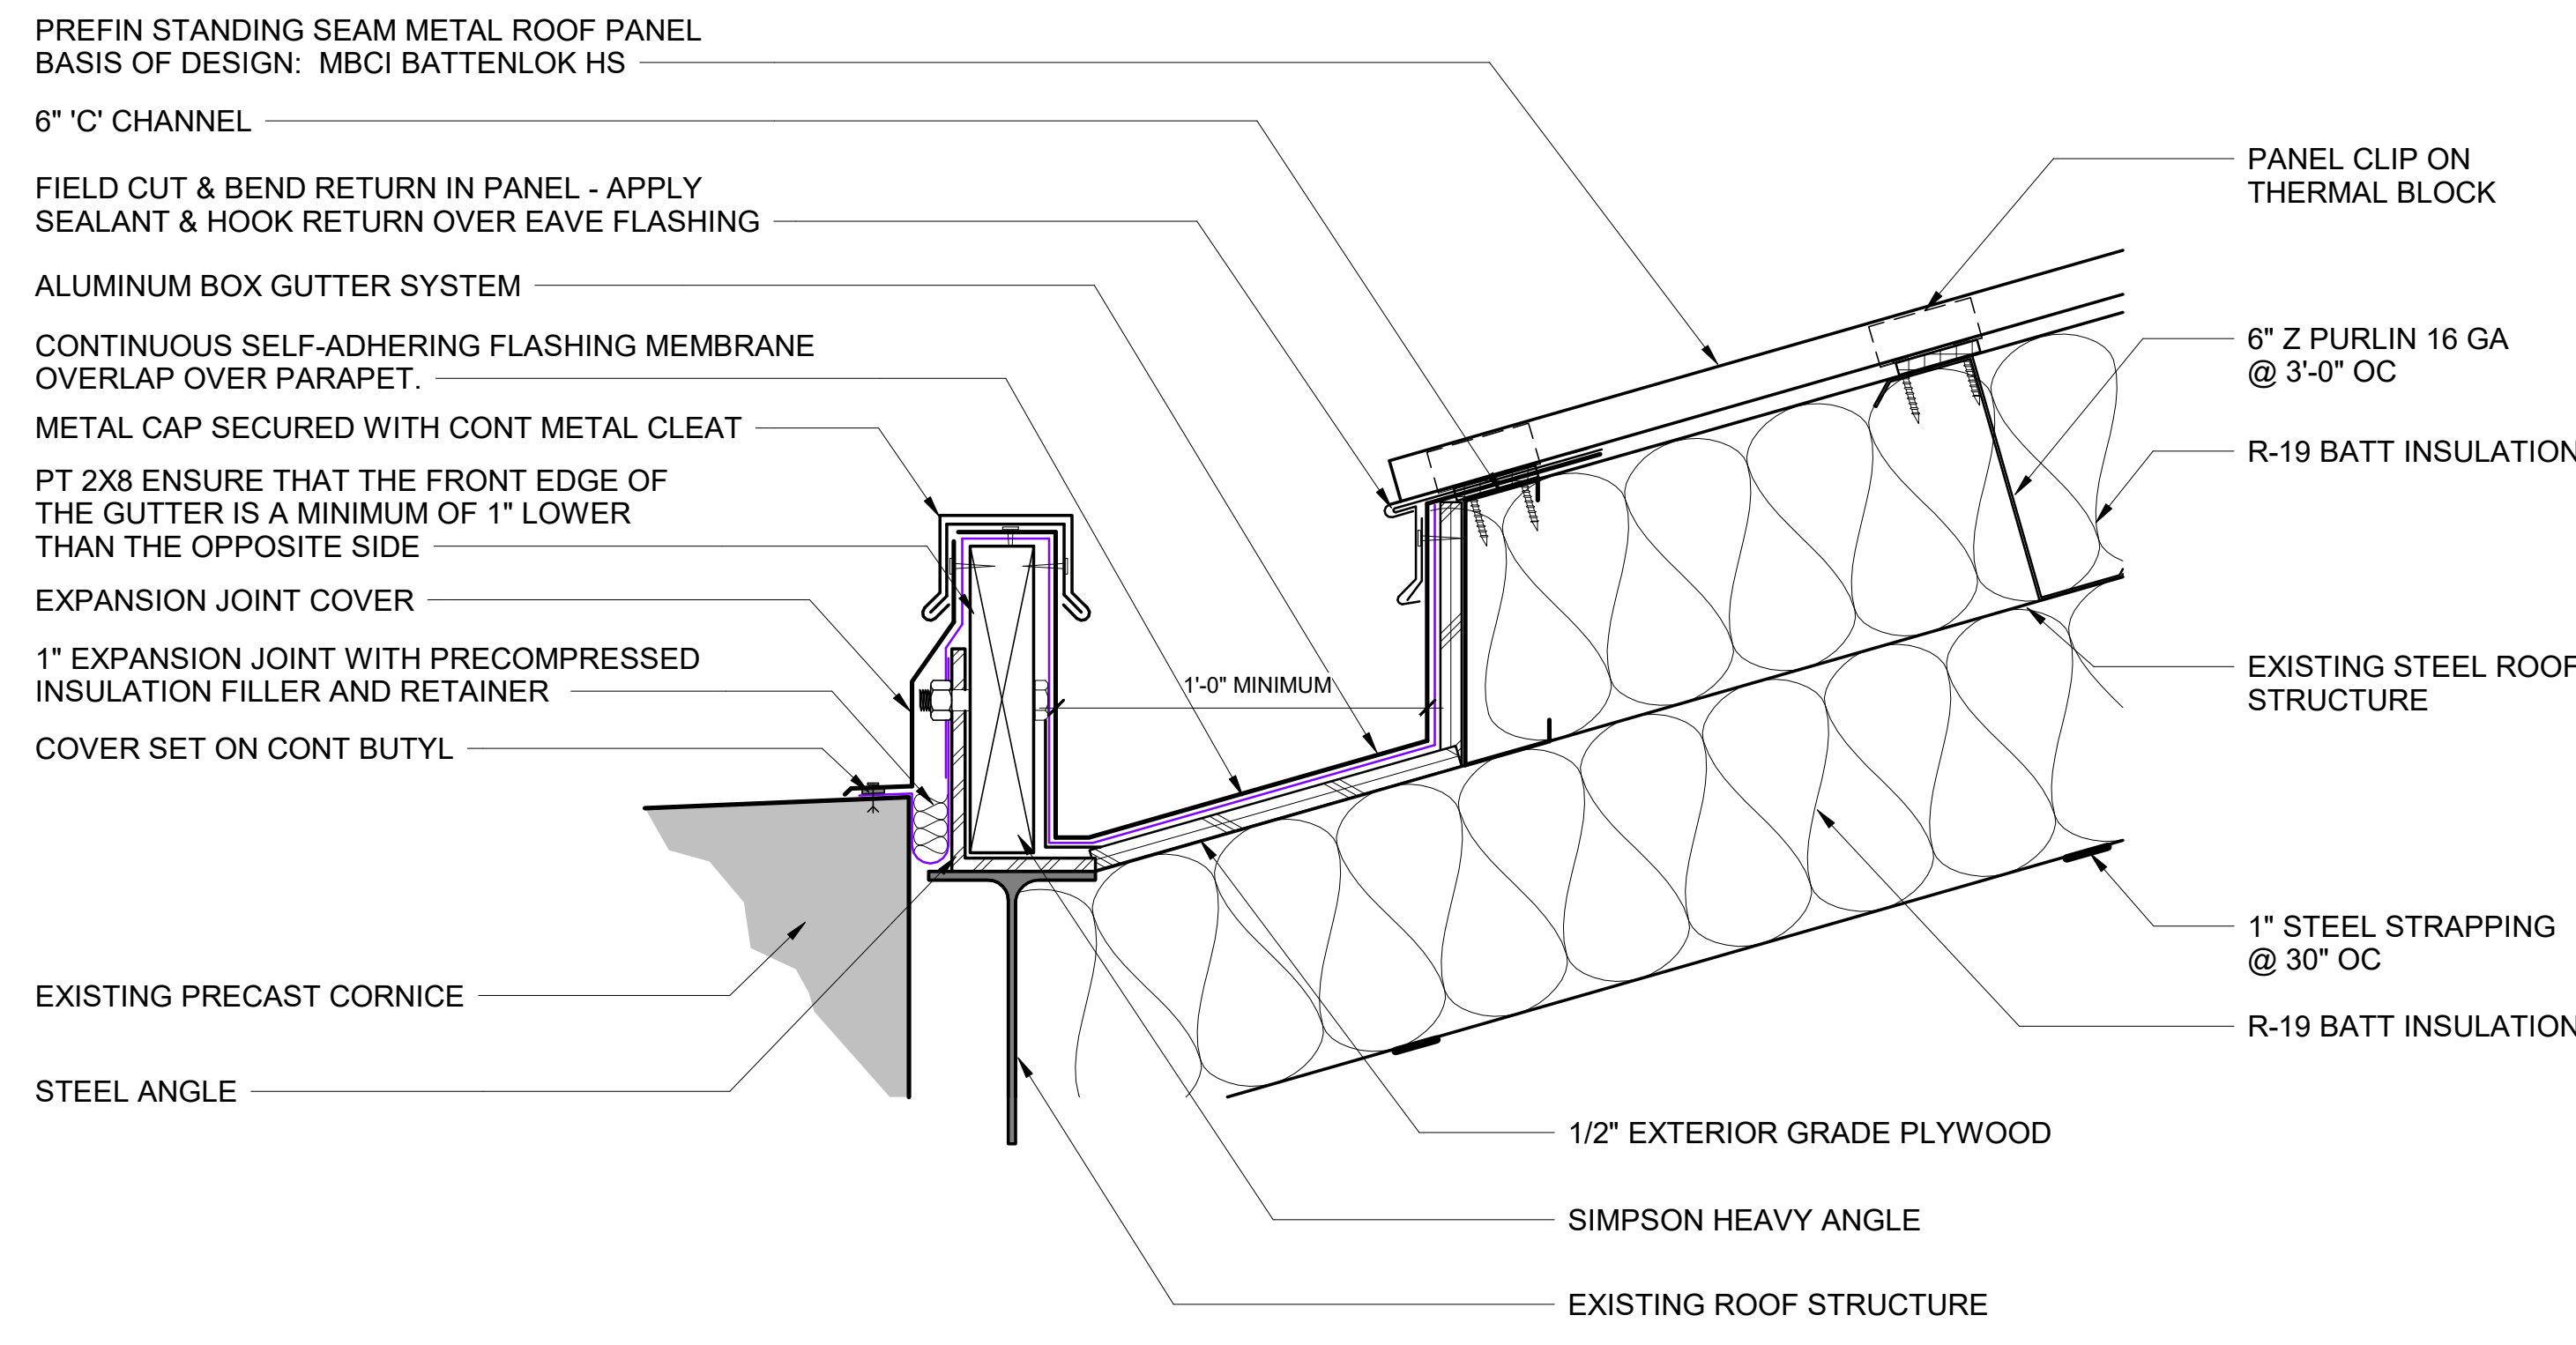 PREFIN STANDING SEAM METAL ROOF PANEL
BASIS OF DESIGN:  MBCI BATTENLOK HS
6" 'C' CHANNEL
FIELD CUT & BEND RETURN IN PANEL - APPLY
SEALANT & HOOK RETURN OVER EAVE FLASHING
ALUMINUM BOX GUTTER SYSTEM
CONTINUOUS SELF-ADHERING FLASHING MEMBRANE
OVERLAP OVER PARAPET.
METAL CAP SECURED WITH CONT METAL CLEAT
PT 2X8 ENSURE THAT THE FRONT EDGE OF
THE GUTTER IS A MINIMUM OF 1" LOWER
THAN THE OPPOSITE SIDE
EXPANSION JOINT COVER
1" EXPANSION JOINT WITH PRECOMPRESSED
INSULATION FILLER AND RETAINER
COVER SET ON CONT BUTYL
EXISTING PRECAST CORNICE
STEEL ANGLE
1'-0" MINIMUM
PANEL CLIP ON
THERMAL BLOCK
6" Z PURLIN 16 GA
@ 3'-0" OC
R-19 BATT INSULATION
EXISTING STEEL ROOF
STRUCTURE
1" STEEL STRAPPING
@ 30" OC
R-19 BATT INSULATION
1/2" EXTERIOR GRADE PLYWOOD
SIMPSON HEAVY ANGLE
EXISTING ROOF STRUCTURE